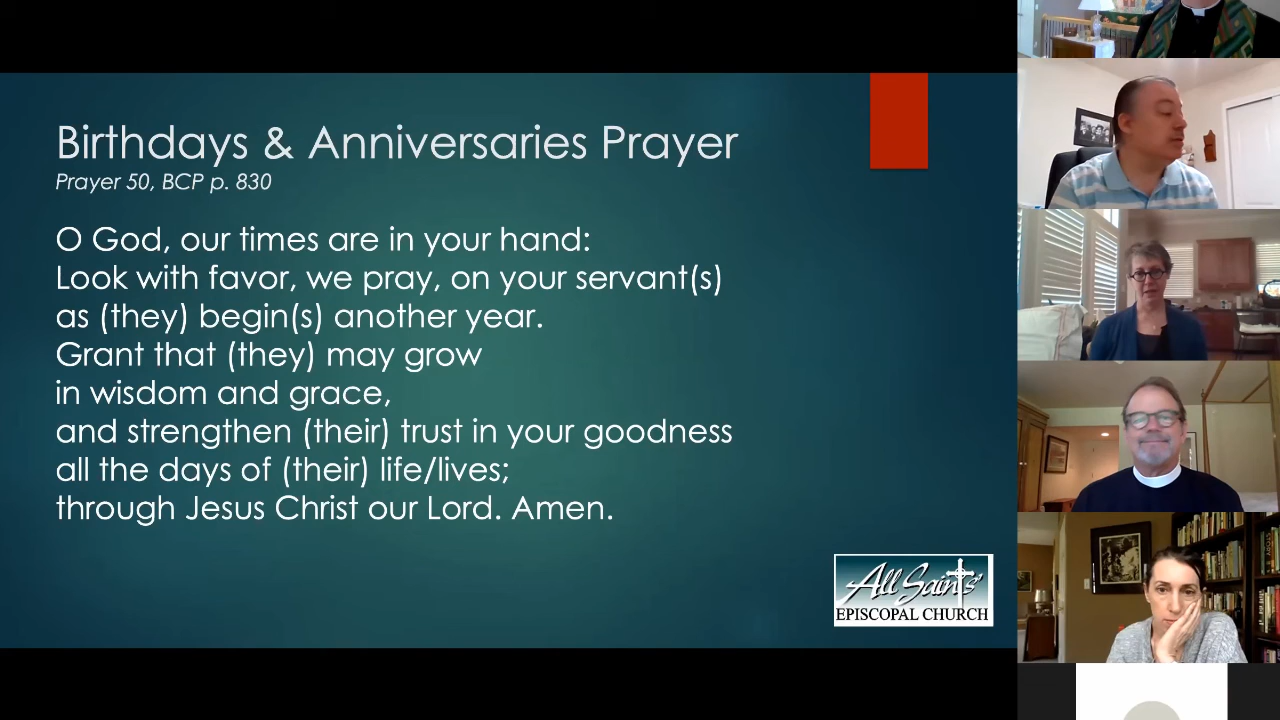 Birthdays & Anniversaries Prayer
Prayer 50, BCP p. 830
O God, our times are in your hand:
Look with favor, we pray, on your servant(s)
as (they) begin(s) another year.
Grant that (they) may grow
in wisdom and grace,
and strengthen (their) trust in your goodness
all the days of (their) life/lives;
through Jesus Christ our Lord. Amen.
All Saints'
EPISCOPAL CHURCH